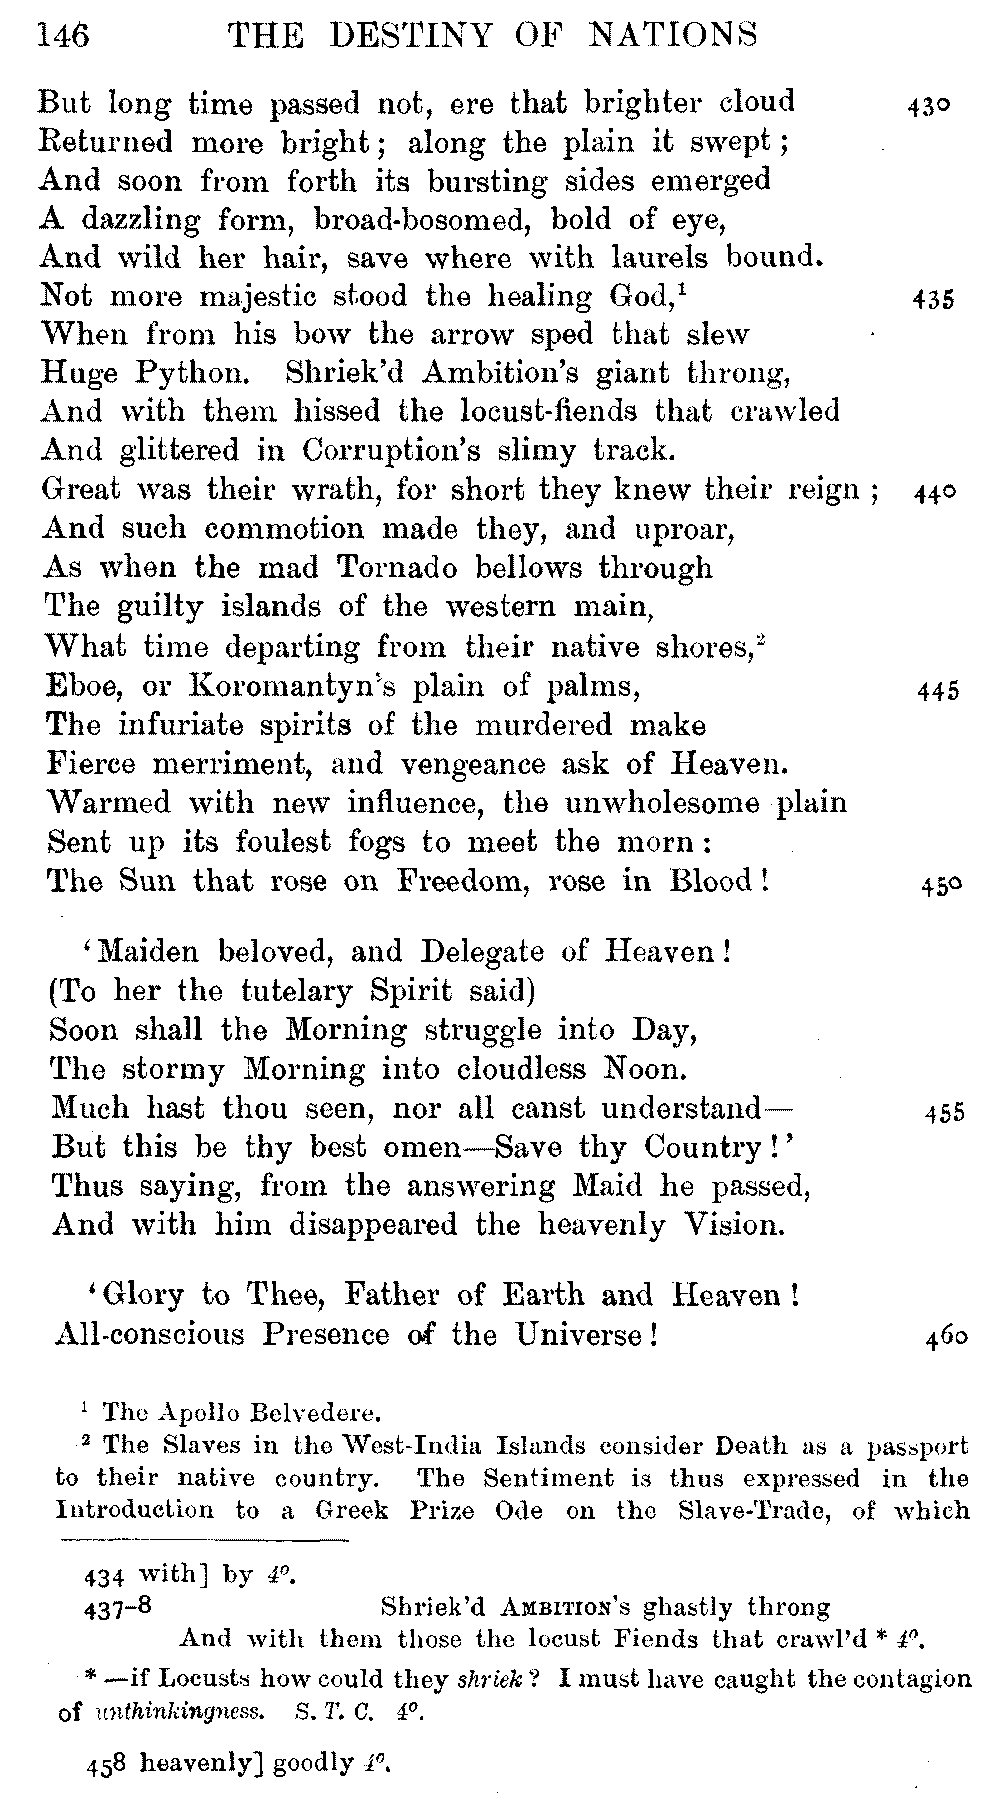 146 THE DESTINY OF NATIONS
But long time passed not, ere that brighter cloud 430
Returned more bright; along the plain it swept;
And soon from forth its bursting sides emerged
A dazzling form, broad-bosomed, bold of eye,
And wild her hair, save where with laurels bound.
Not more majestic stood the healing God,¹ 435
When from his bow the arrow sped that slew
Huge Python. Shriek'd Ambition's giant throng,
And with them hissed the locust-fiends that crawled
And glittered in Corruption's slimy track.
Great was their wrath, for short they knew their reign; 440
And such commotion made they, and uproar,
As when the mad Tornado bellows through
The guilty islands of the western main,
What time departing from their native shores,²
Eboe, or Koromantyn's plain of palms, 445
The infuriate spirits of the murdered make
Fierce merriment, and vengeance ask of Heaven.
Warmed with new influence, the unwholesome plain
Sent up its foulest fogs to meet the morn:
The Sun that rose on Freedom, rose in Blood! 450
'Maiden beloved, and Delegate of Heaven!
(To her the tutelary Spirit said)
Soon shall the Morning struggle into Day,
The stormy Morning into cloudless Noon.
Much hast thou seen, nor all canst understand— 455
But this be thy best omen—Save thy Country!'
Thus saying, from the answering Maid he passed,
And with him disappeared the heavenly Vision.
'Glory to Thee, Father of Earth and Heaven!
All-conscious Presence of the Universe! 460
¹ The Apollo Belvedere.
² The Slaves in the West-India Islands consider Death as a passport
to their native country. The Sentiment is thus expressed in the
Introduction to a Greek Prize Ode on the Slave-Trade, of which
434 with] by 4º.
437-8 Shriek'd AMBITION's ghastly throng
And with them those the locust Fiends that crawl'd * 4º.
* —if Locusts how could they shriek? I must have caught the contagion
of unthinkingness. S. T. C. 4º.
458 heavenly] goodly 4º.